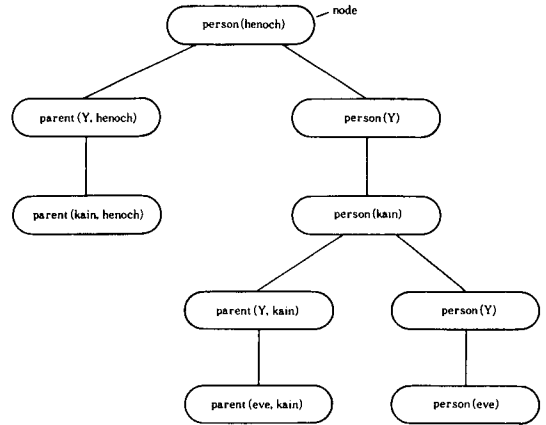 person(henoch)
node
parent(Y, henoch)
person(Y)
parent(kain, henoch)
person(kain)
parent(Y, kain)
person(Y)
parent(eve, kain)
person(eve)